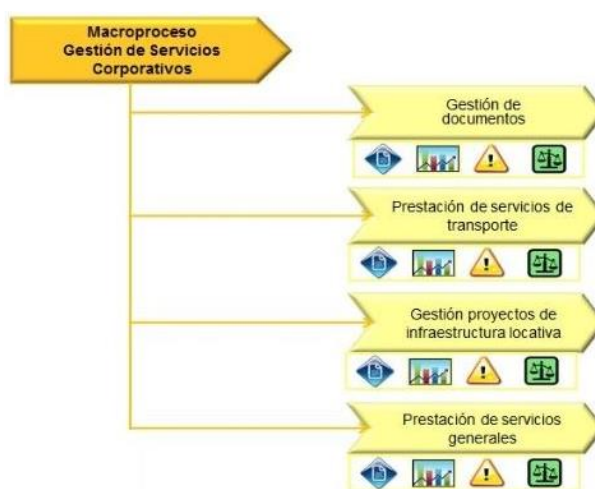 Macroproceso
Gestión de Servicios
Corporativos
Gestión de
documentos
Prestación de servicios de
transporte
Gestión proyectos de
infraestructura locativa
Prestación de servicios
generales